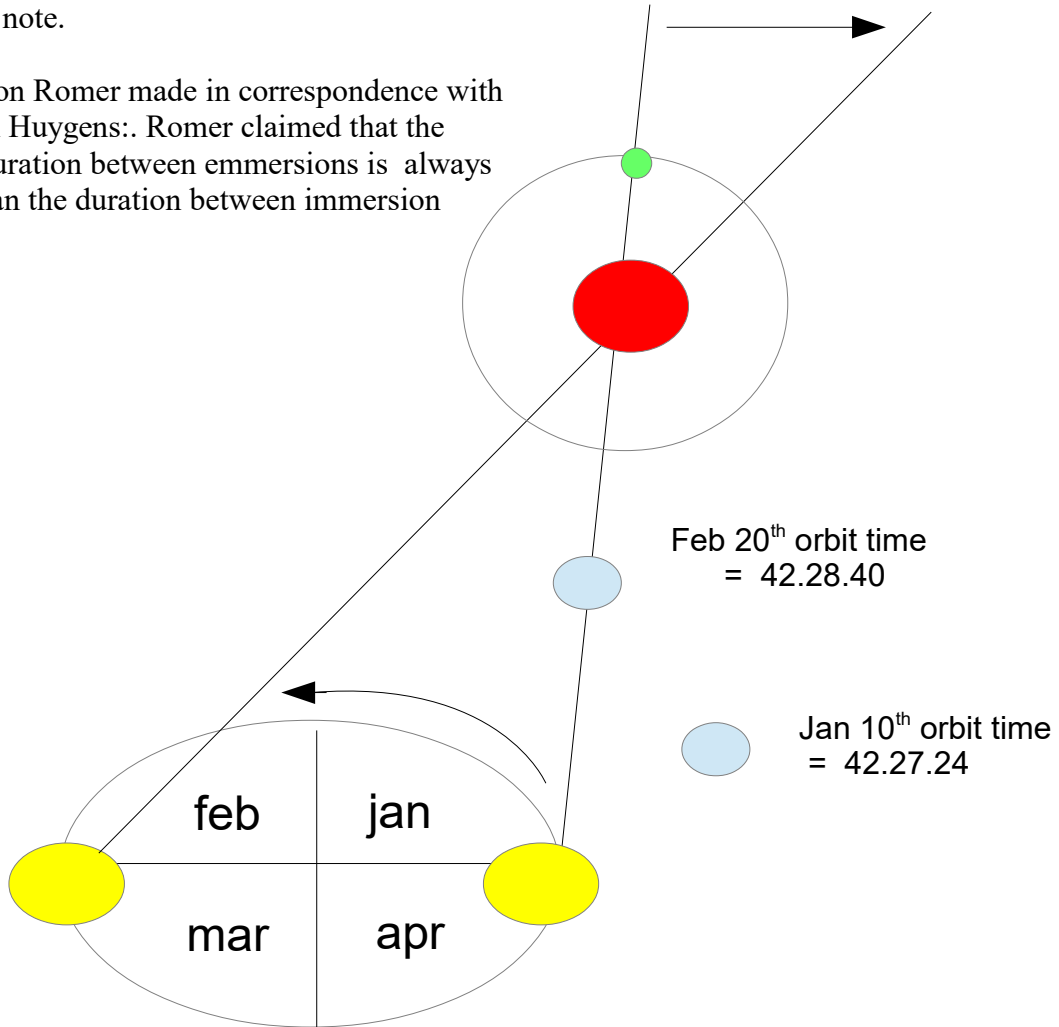 note.
on Romer made in correspondence with
Huygens:. Romer claimed that the
uration between emmersions is always
an the duration between immersion
Feb 20th orbit time
= 42.28.40
Jan 10th orbit time
= 42.27.24
feb
jan
mar
apr